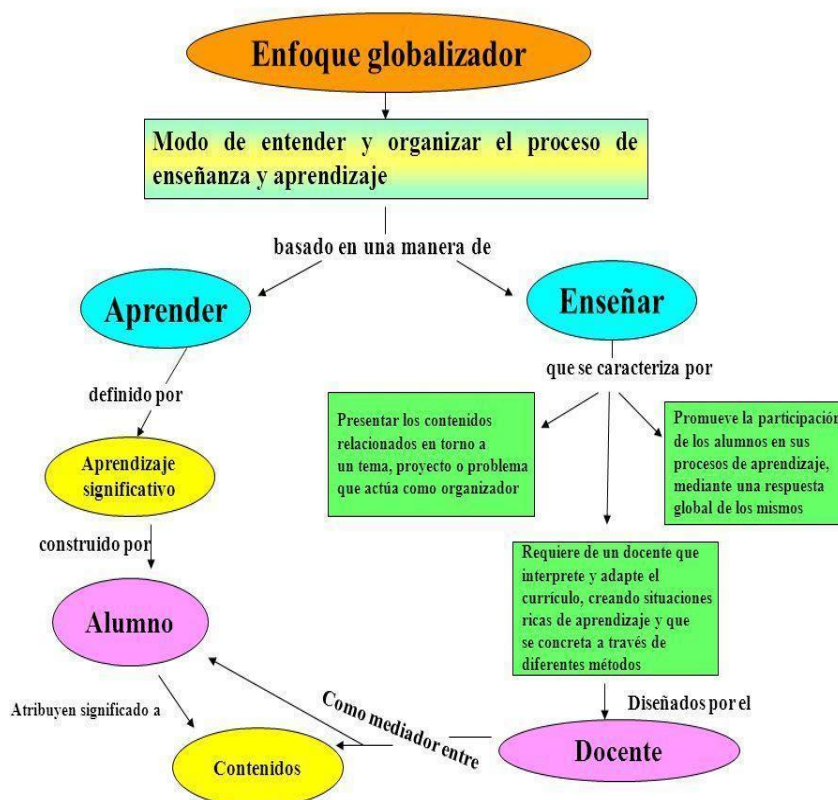 Enfoque globalizador
Modo de entender y organizar el proceso de
enseñanza y aprendizaje
basado en una manera de
Aprender
Enseñar
definido por
que se caracteriza por
Aprendizaje
significativo
Presentar los contenidos
relacionados en torno a
un tema, proyecto o problema
que actúa como organizador
Promueve la participación
de los alumnos en sus
procesos de aprendizaje,
mediante una respuesta
global de los mismos
construido por
Requiere de un docente que
interprete y adapte el
currículo, creando situaciones
ricas de aprendizaje y que
se concreta a través de
diferentes métodos
Alumno
Atribuyen significado a
Como mediador entre
Diseñados por el
Contenidos
Docente